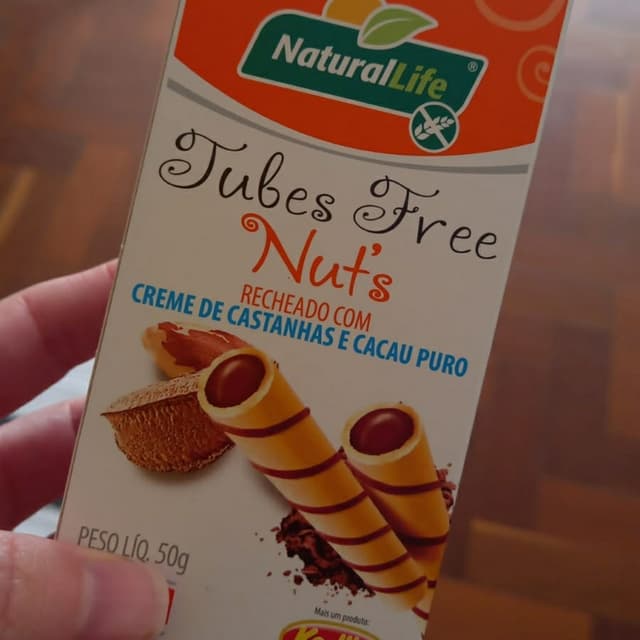 NaturalLife®
Tubes Free
Nut's
RECHEADO COM
CREME DE CASTANHAS E CACAU PURO
PESO LÍQ. 50g
Mais um produto: